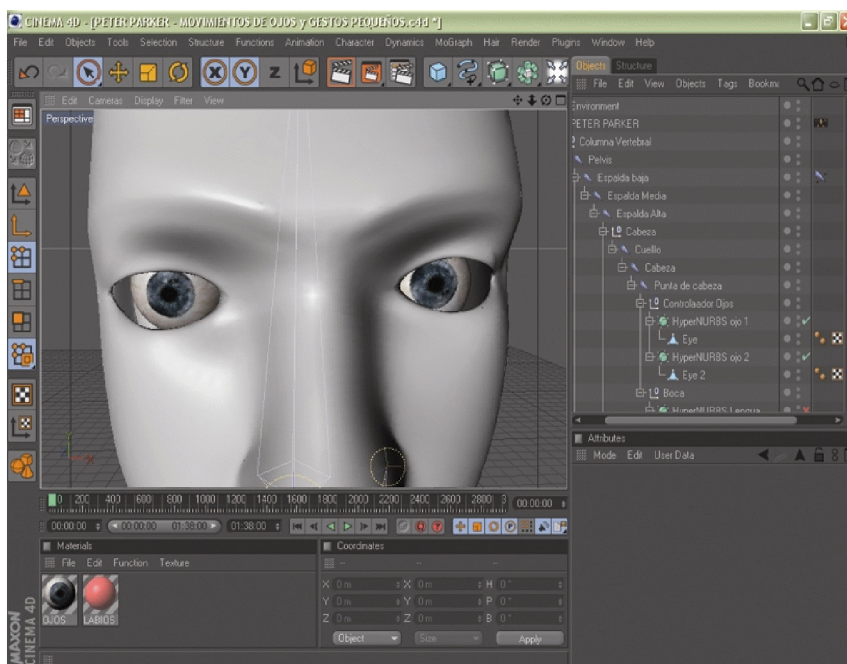 CINEMA 4D - [PETER PARKER - MOVIMIENTOS DE OJOS y GESTOS PEQUEÑOS.c4d *]
File Edit Objects Tools Selection Structure Functions Animation Character Dynamics MoGraph Hair Render Plugins Window Help
X Y Z
Objects Structure
File Edit View Objects Tags Bookm
Edit Cameras Display Filter View
Perspective
Environment
PETER PARKER
Columna Vertebral
Pelvis
Espalda baja
Espalda Media
Espalda Alta
Cabeza
Cuello
Cabeza
Punta de cabeza
Controlaador Ojos
HyperNURBS ojo 1
Eye
HyperNURBS ojo 2
Eye 2
Boca
HyperNURBS Lengua
Attributes
Mode Edit User Data
0 200 400 600 800 1000 1200 1400 1600 1800 2000 2200 2400 2600 2800 3 00:00:00
00:00:00 00:00:00 01:38:00 01:38:00
Materials
File Edit Function Texture
OJOS LABIOS
Coordinates
-- -- --
X 0 m X 0 m H 0 °
Y 0 m Y 0 m P 0 °
Z 0 m Z 0 m B 0 °
Object Size Apply
MAXON
CINEMA 4D